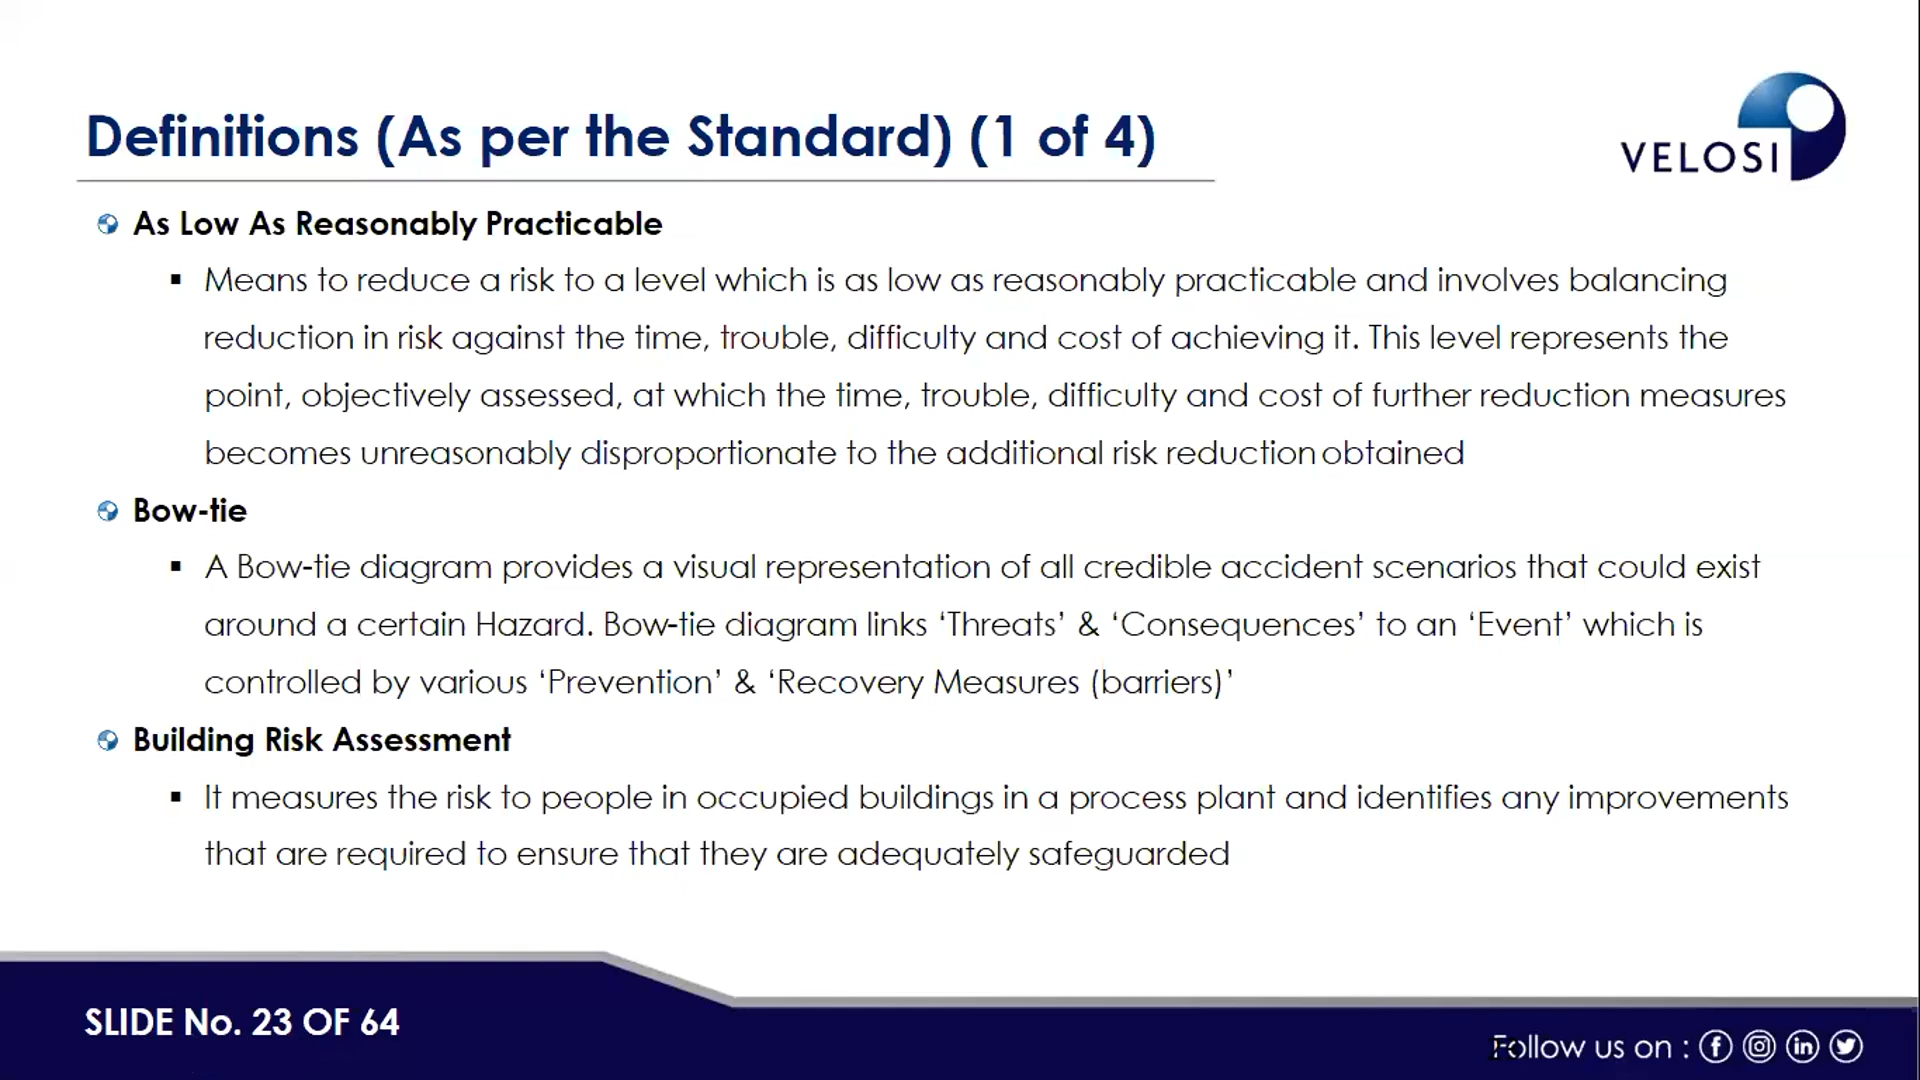 Definitions (As per the Standard) (1 of 4)
VELOSI
As Low As Reasonably Practicable
Means to reduce a risk to a level which is as low as reasonably practicable and involves balancing
reduction in risk against the time, trouble, difficulty and cost of achieving it. This level represents the
point, objectively assessed, at which the time, trouble, difficulty and cost of further reduction measures
becomes unreasonably disproportionate to the additional risk reduction obtained
Bow-tie
A Bow-tie diagram provides a visual representation of all credible accident scenarios that could exist
around a certain Hazard. Bow-tie diagram links ‘Threats’ & ‘Consequences’ to an ‘Event’ which is
controlled by various ‘Prevention’ & ‘Recovery Measures (barriers)’
Building Risk Assessment
It measures the risk to people in occupied buildings in a process plant and identifies any improvements
that are required to ensure that they are adequately safeguarded
SLIDE No. 23 OF 64
Follow us on :